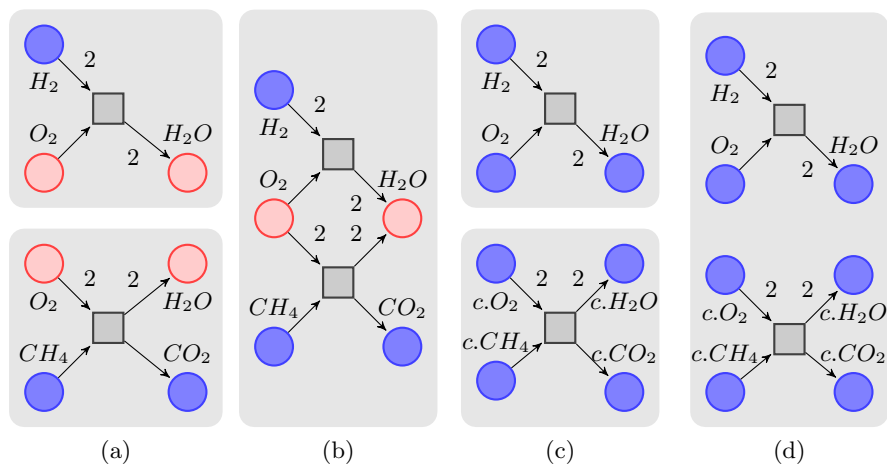 H₂
2
O₂
H₂O
2
O₂
2
2
H₂O
CH₄
CO₂
(a)
H₂
2
O₂
H₂O
2
2
2
CH₄
CO₂
(b)
H₂
2
O₂
H₂O
2
c.O₂
2
2
c.H₂O
c.CH₄
c.CO₂
(c)
H₂
2
O₂
H₂O
2
c.O₂
2
2
c.H₂O
c.CH₄
c.CO₂
(d)